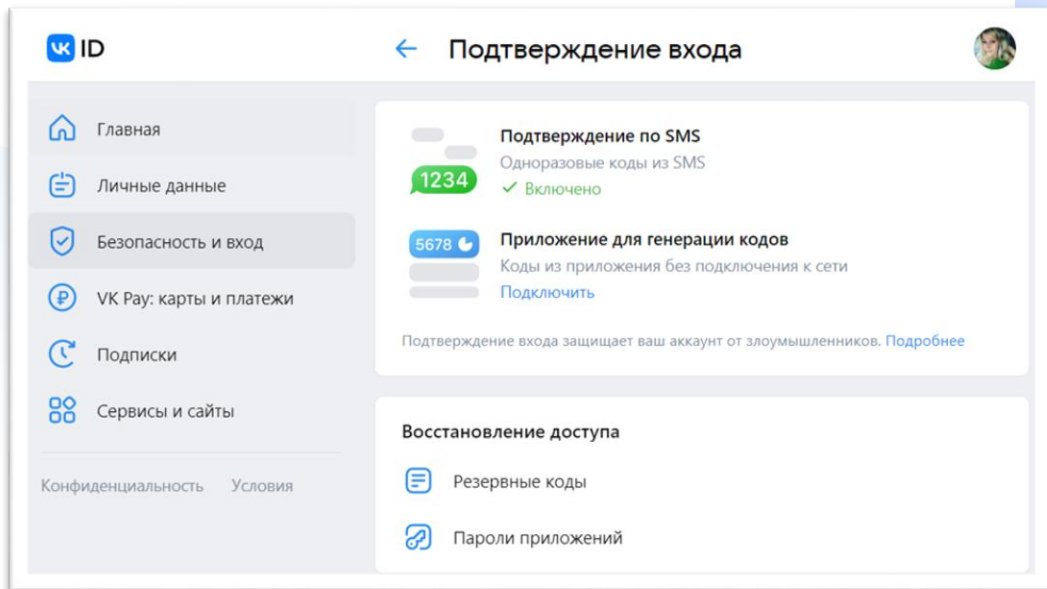 VK ID
Подтверждение входа
Главная
Личные данные
Безопасность и вход
VK Pay: карты и платежи
Подписки
Сервисы и сайты
Конфиденциальность Условия
1234
Подтверждение по SMS
Одноразовые коды из SMS
Включено
5678
Приложение для генерации кодов
Коды из приложения без подключения к сети
Подключить
Подтверждение входа защищает ваш аккаунт от злоумышленников. Подробнее
Восстановление доступа
Резервные коды
Пароли приложений